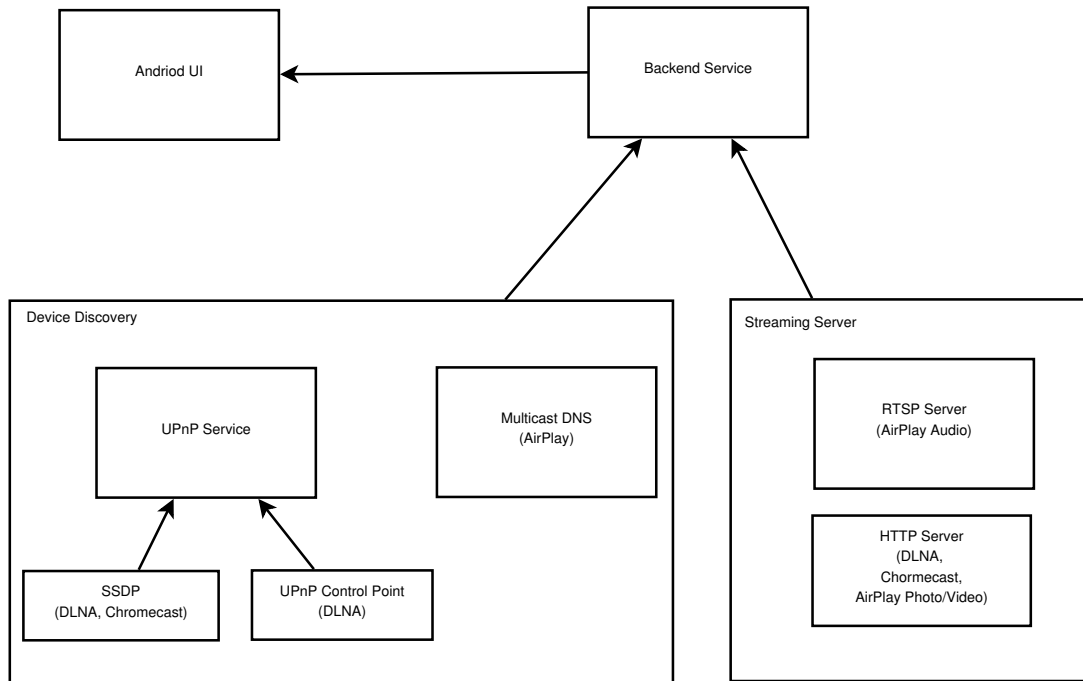 Andriod UI
Backend Service
Device Discovery
UPnP Service
Multicast DNS
(AirPlay)
SSDP
(DLNA, Chromecast)
UPnP Control Point
(DLNA)
Streaming Server
RTSP Server
(AirPlay Audio)
HTTP Server
(DLNA,
Chormecast,
AirPlay Photo/Video)